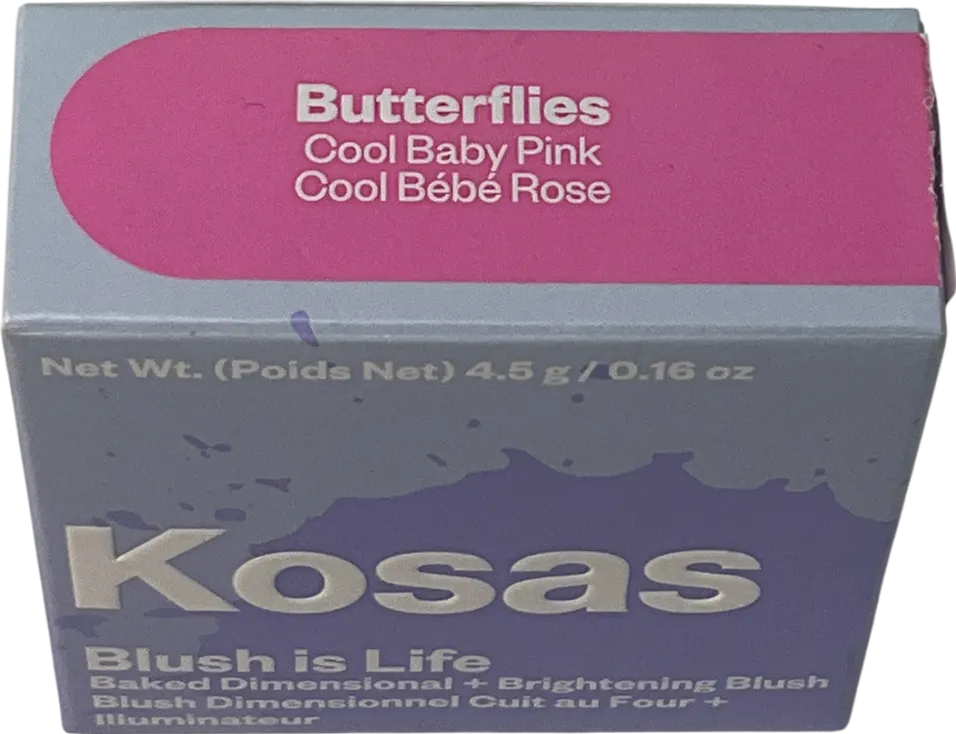 Butterflies
Cool Baby Pink
Cool Bébé Rose
Net Wt. (Poids Net) 4.5 g / 0.16 oz
Kosas
Blush is Life
Baked Dimensional + Brightening Blush
Blush Dimensionnel Cuit au Four +
Illuminateur